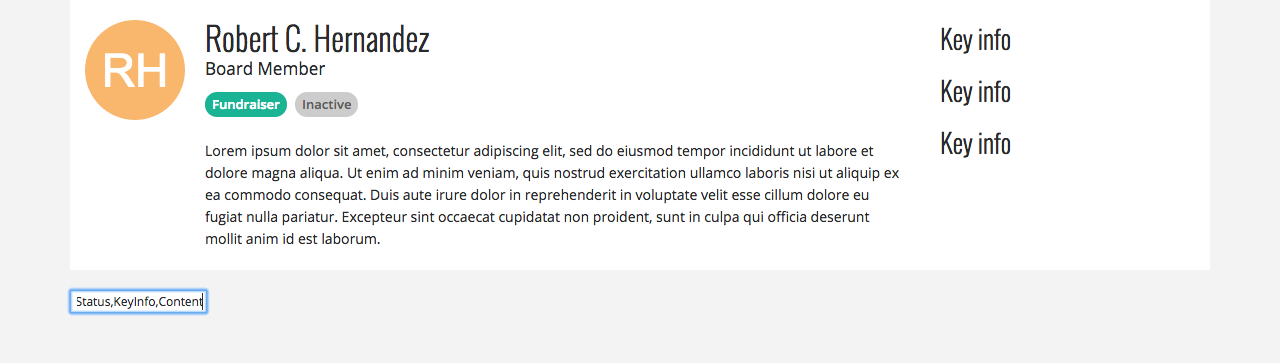 RH
Robert C. Hernandez
Board Member
Fundraiser Inactive
Lorem ipsum dolor sit amet, consectetur adipiscing elit, sed do eiusmod tempor incididunt ut labore et
dolore magna aliqua. Ut enim ad minim veniam, quis nostrud exercitation ullamco laboris nisi ut aliquip ex
ea commodo consequat. Duis aute irure dolor in reprehenderit in voluptate velit esse cillum dolore eu
fugiat nulla pariatur. Excepteur sint occaecat cupidatat non proident, sunt in culpa qui officia deserunt
mollit anim id est laborum.
Key info
Key info
Key info
Status,KeyInfo,Content